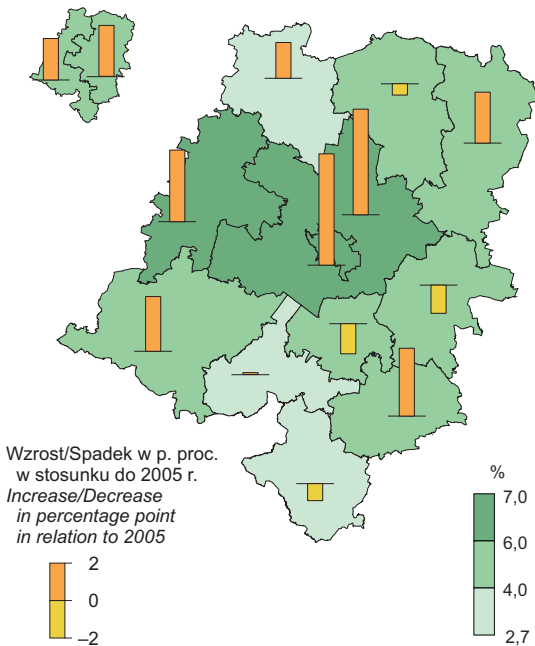 Wzrost/Spadek w p. proc.
w stosunku do 2005 r.
Increase/Decrease
in percentage point
in relation to 2005
2
0
–2
%
7,0
6,0
4,0
2,7